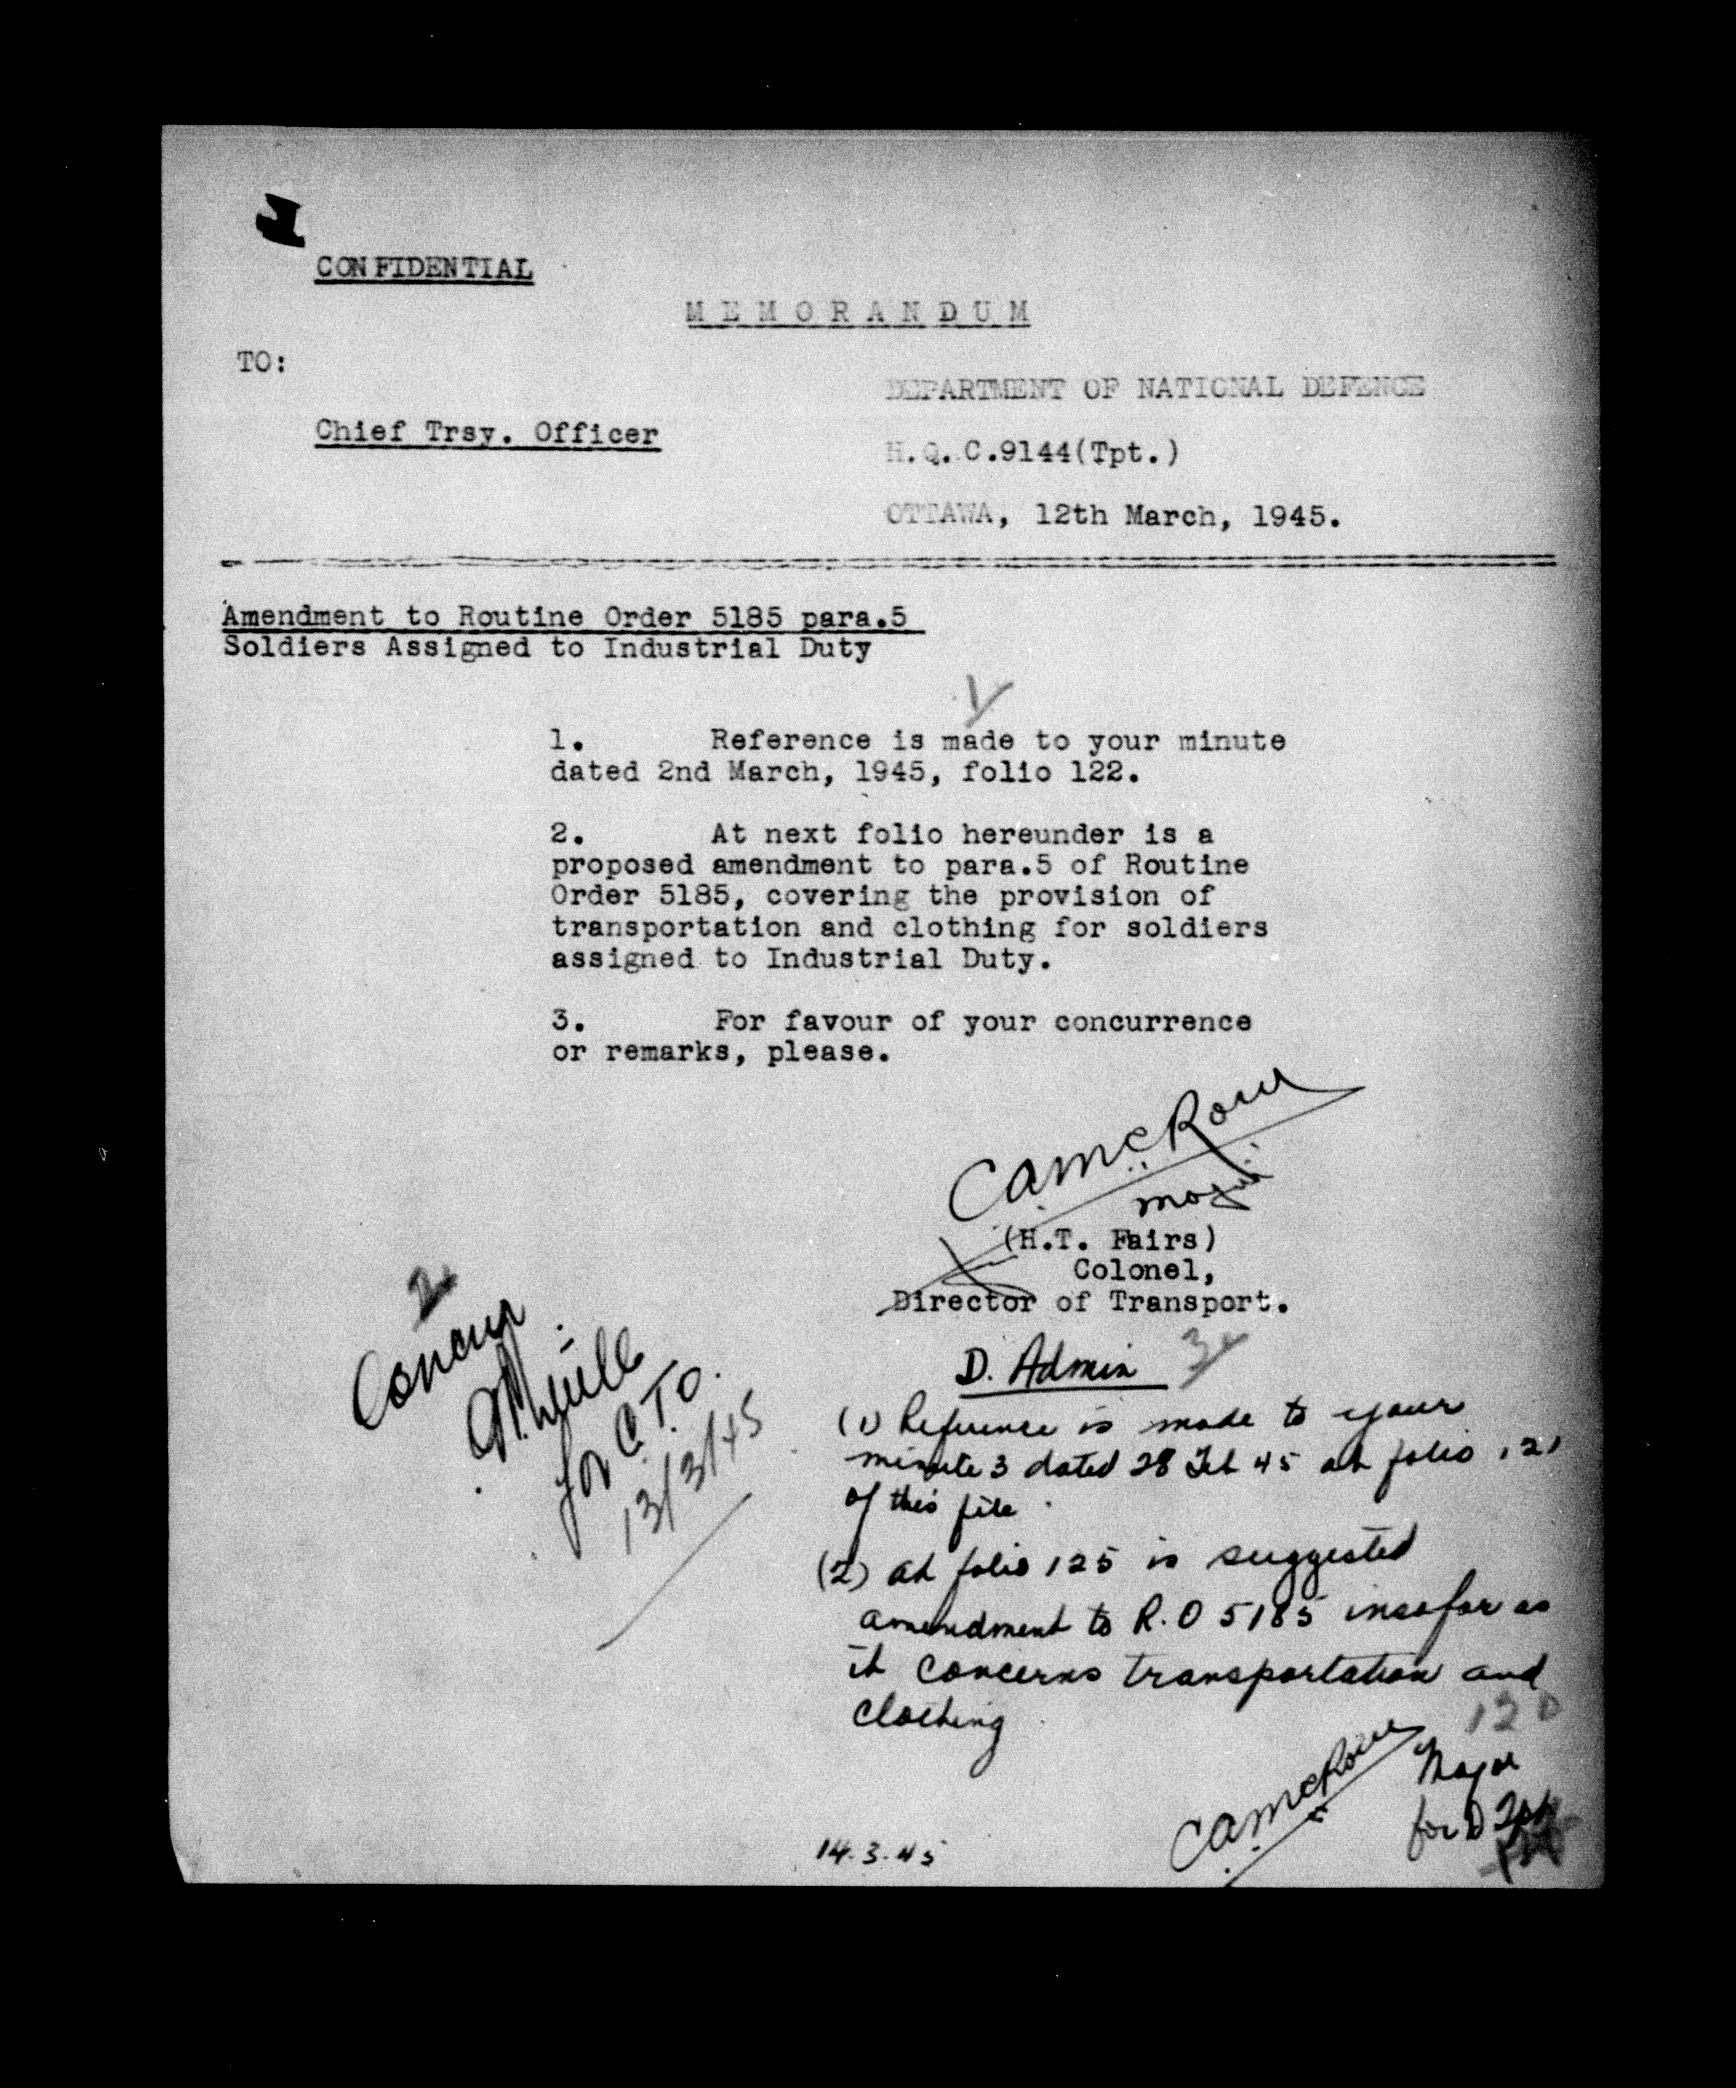 CONFIDENTIAL
MEMORANDUM
TO:
DEPARTMENT OF NATIONAL DEFENCE
Chief Trsy. Officer
H.Q.C.9144(Tpt.)
OTTAWA, 12th March, 1945.
Amendment to Routine Order 5185 para.5
Soldiers Assigned to Industrial Duty
1. Reference is made to your minute
dated 2nd March, 1945, folio 122.
2. At next folio hereunder is a
proposed amendment to para.5 of Routine
Order 5185, covering the provision of
transportation and clothing for soldiers
assigned to Industrial Duty.
3. For favour of your concurrence
or remarks, please.
Major
(H.T. Fairs)
Colonel,
Director of Transport.
2
Concur
for C.T.O.
13/3/45
D. Admin 3
(1) Reference is made to your
minute 3 dated 28 Feb 45 at folio 121
of this file
(2) at folio 125 is suggested
amendment to R.O 5185 insofar as
it concerns transportation and
clothing
Major
for D
14.3.45